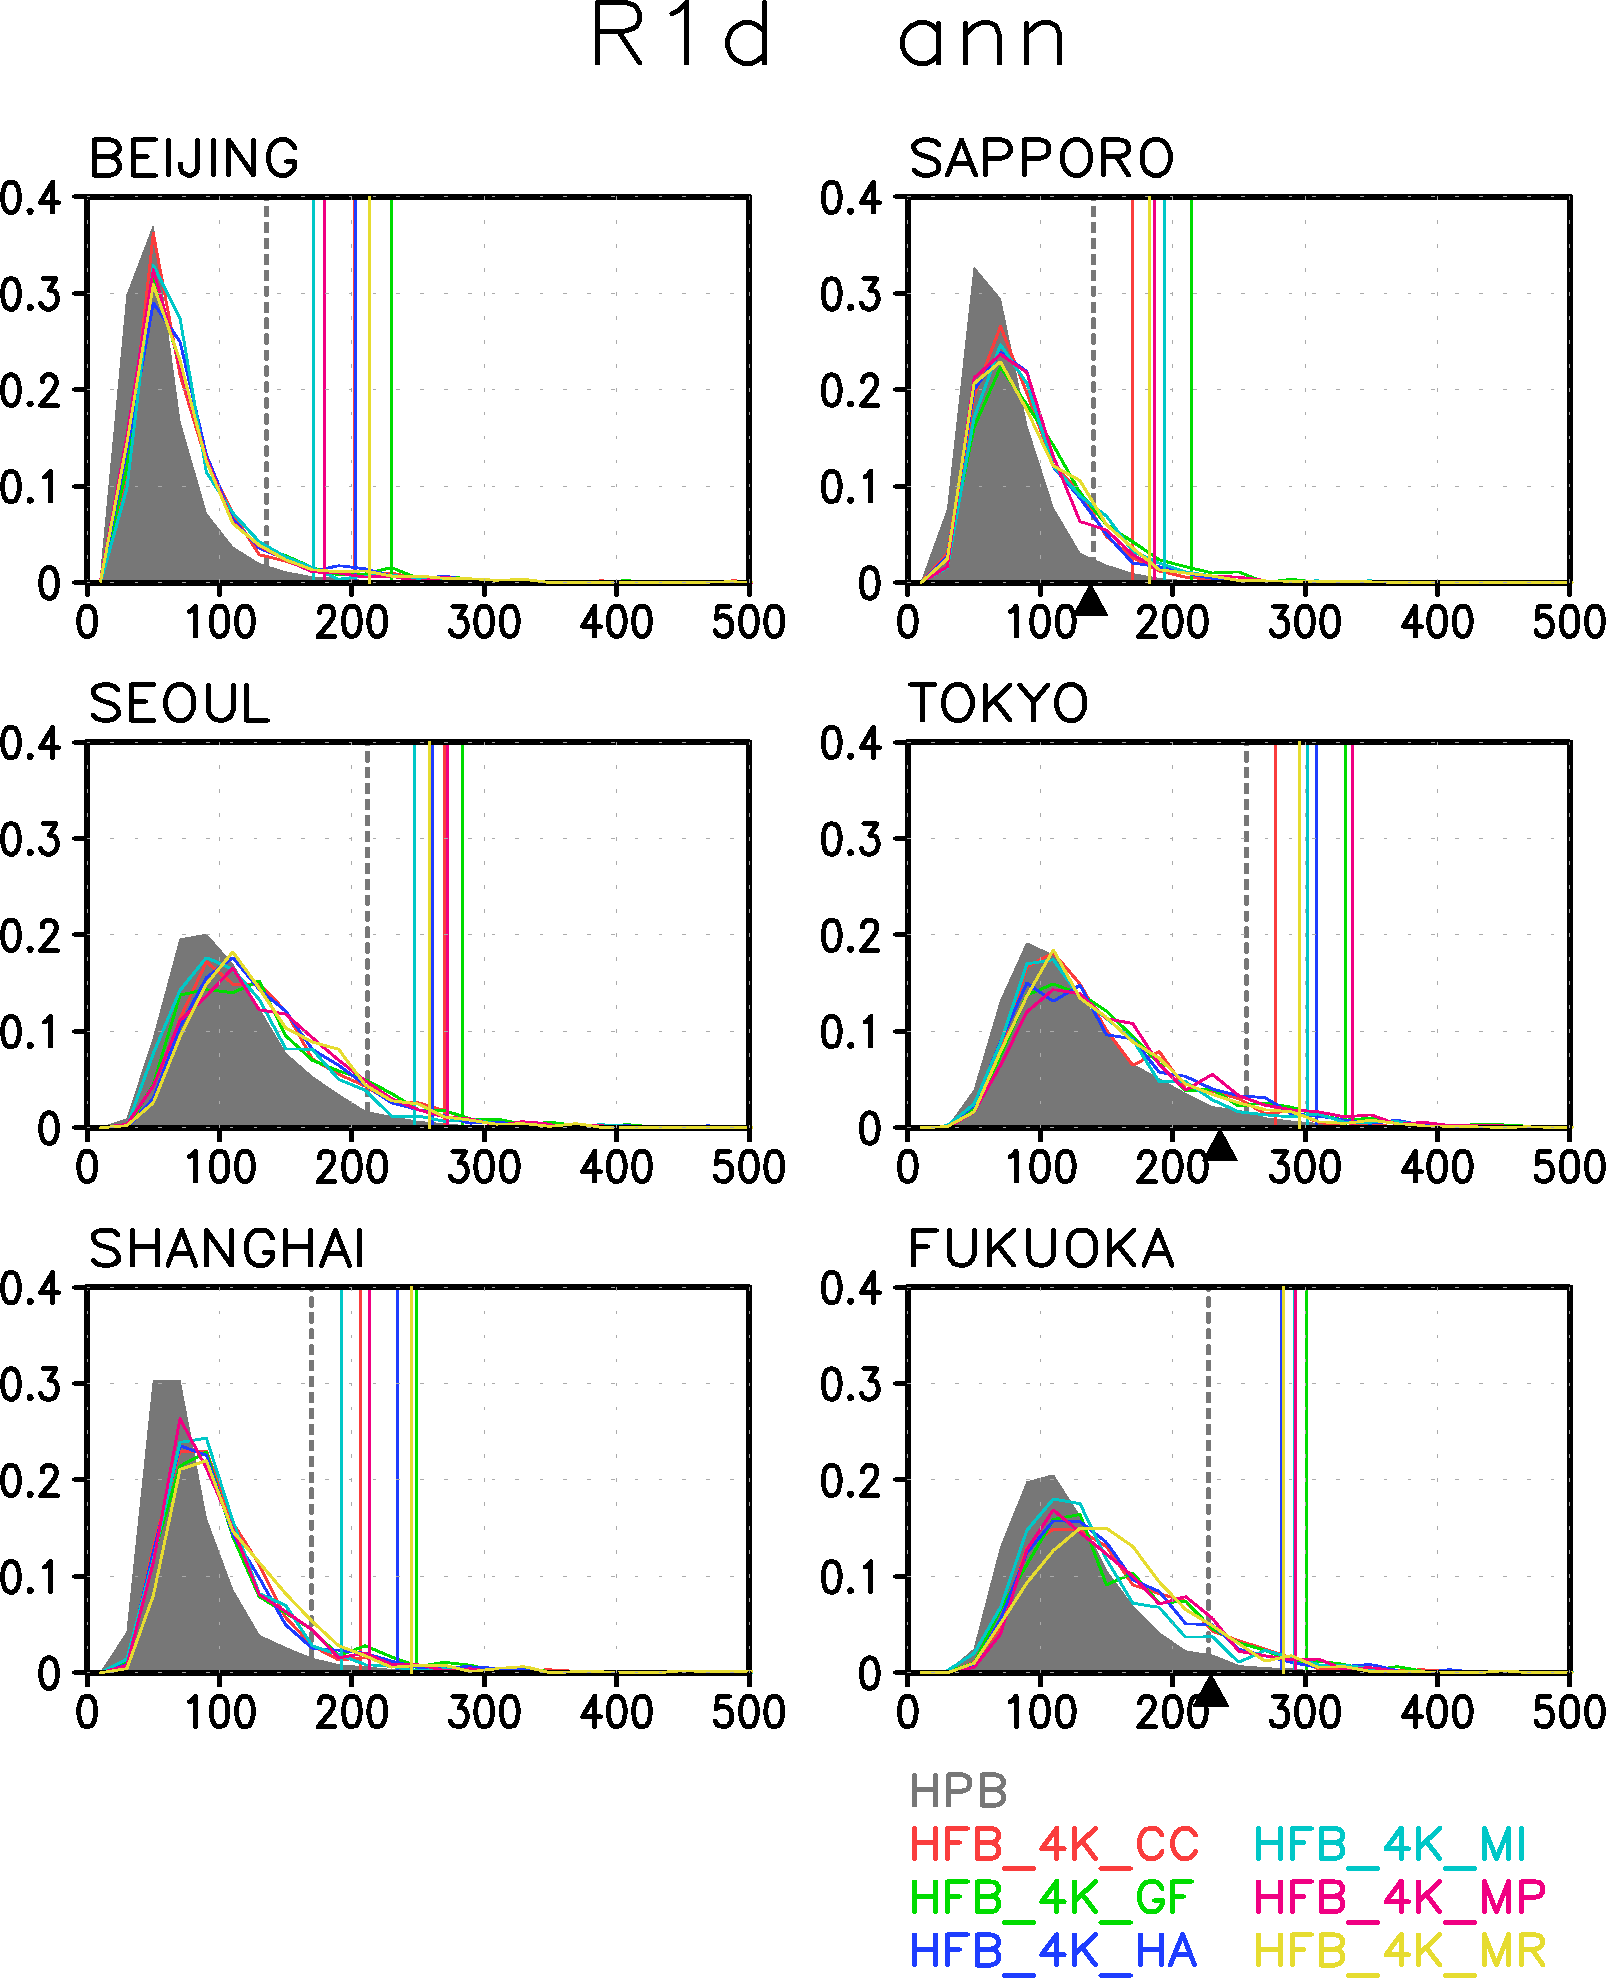 R1d ann
BEIJING
0.4
0.3
0.2
0.1
0
0 100 200 300 400 500
SAPPORO
0.4
0.3
0.2
0.1
0
0 100 200 300 400 500
SEOUL
0.4
0.3
0.2
0.1
0
0 100 200 300 400 500
TOKYO
0.4
0.3
0.2
0.1
0
0 100 200 300 400 500
SHANGHAI
0.4
0.3
0.2
0.1
0
0 100 200 300 400 500
FUKUOKA
0.4
0.3
0.2
0.1
0
0 100 200 300 400 500
HPB
HFB_4K_CC HFB_4K_MI
HFB_4K_GF HFB_4K_MP
HFB_4K_HA HFB_4K_MR